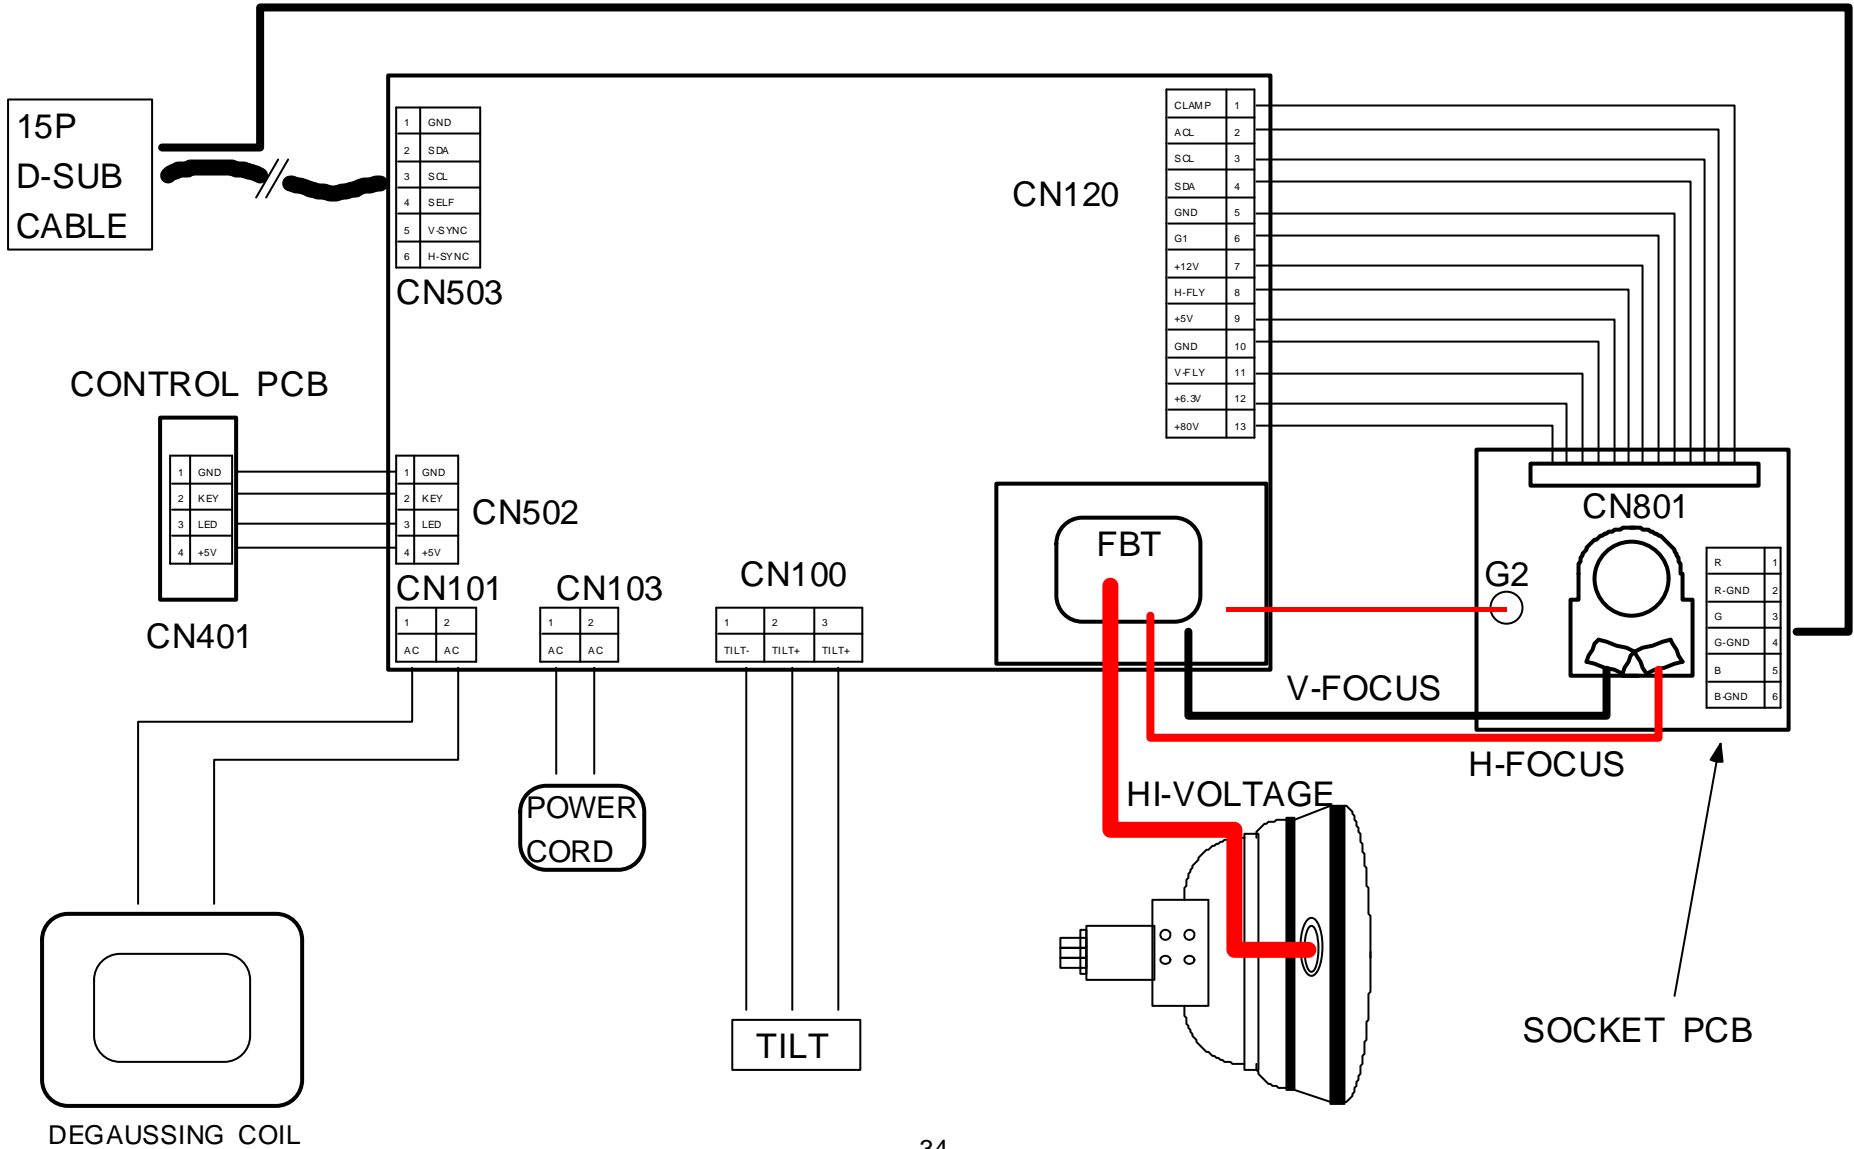 15P
D-SUB
CABLE
1 GND
2 SDA
3 SCL
4 SELF
5 V-SYNC
6 H-SYNC
CN503
CN120
CLAMP 1
ACL 2
SCL 3
SDA 4
GND 5
G1 6
+12V 7
H-FLY 8
+5V 9
GND 10
V-FLY 11
+6.3V 12
+80V 13
CONTROL PCB
1 GND
2 KEY
3 LED
4 +5V
CN401
1 GND
2 KEY
3 LED
4 +5V
CN502
CN101
1 2
AC AC
CN103
1 2
AC AC
CN100
1 2 3
TILT- TILT+ TILT+
FBT
CN801
G2
R 1
R-GND 2
G 3
G-GND 4
B 5
B-GND 6
V-FOCUS
H-FOCUS
HI-VOLTAGE
POWER
CORD
TILT
SOCKET PCB
DEGAUSSING COIL
34